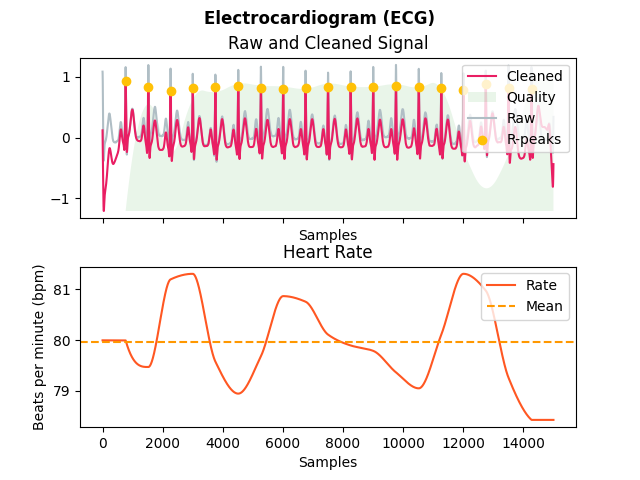 Electrocardiogram (ECG)
Raw and Cleaned Signal
1
0
−1
Cleaned
Quality
Raw
R-peaks
Samples
Heart Rate
Beats per minute (bpm)
81
80
79
Rate
Mean
0 2000 4000 6000 8000 10000 12000 14000
Samples